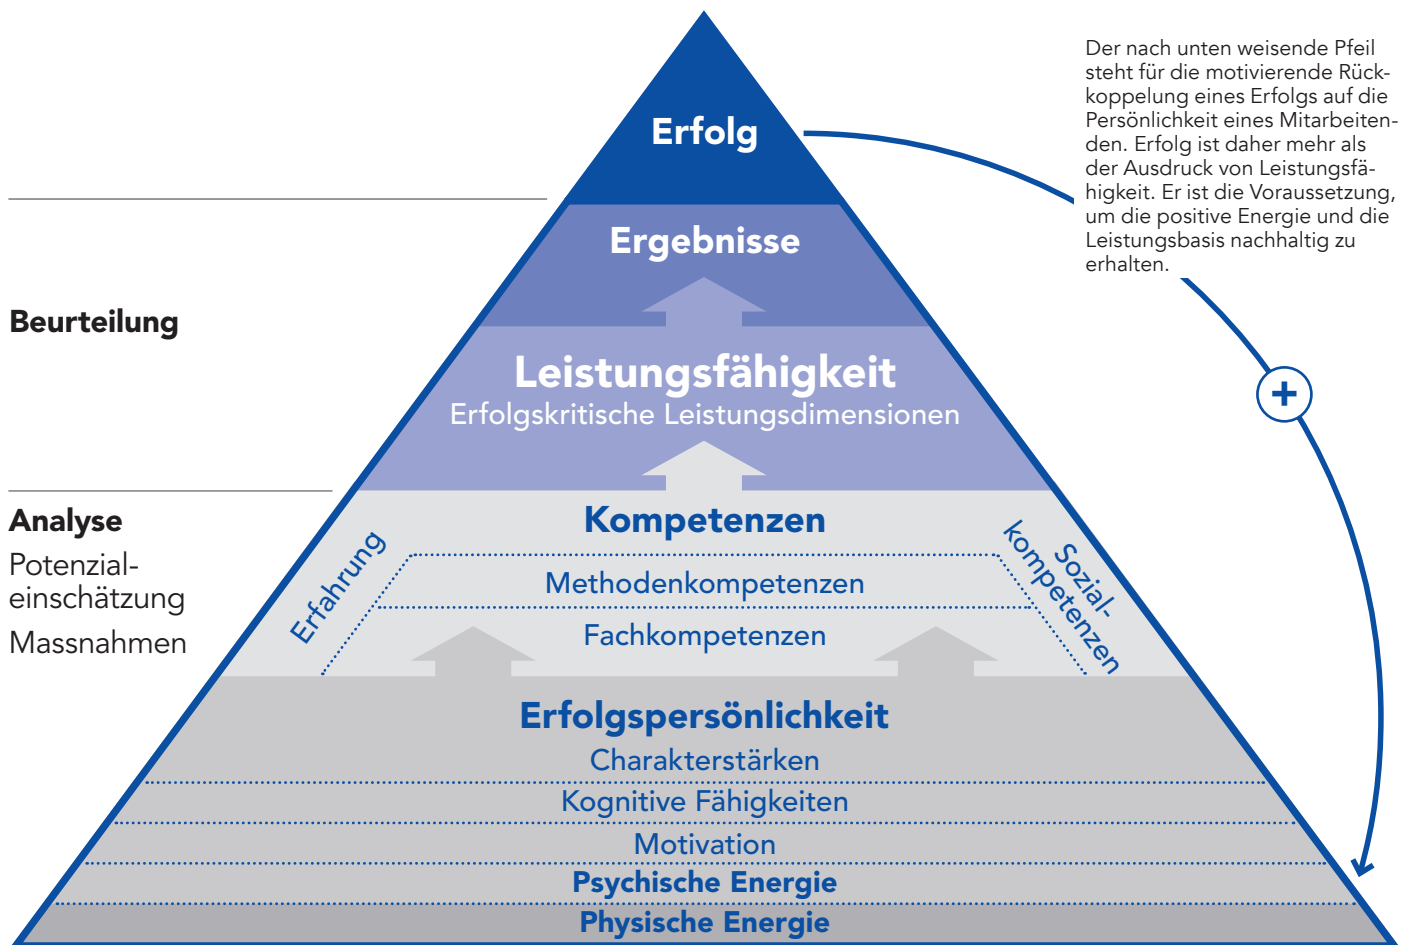 Der nach unten weisende Pfeil
steht für die motivierende Rück-
koppelung eines Erfolgs auf die
Persönlichkeit eines Mitarbeiten-
den. Erfolg ist daher mehr als
der Ausdruck von Leistungsfä-
higkeit. Er ist die Voraussetzung,
um die positive Energie und die
Leistungsbasis nachhaltig zu
erhalten.
Erfolg
Ergebnisse
Beurteilung
Leistungsfähigkeit
Erfolgskritische Leistungsdimensionen
+
Analyse
Potenzial-
einschätzung
Massnahmen
Kompetenzen
Erfahrung
Methodenkompetenzen
Fachkompetenzen
Sozial-
kompetenzen
Erfolgspersönlichkeit
Charakterstärken
Kognitive Fähigkeiten
Motivation
Psychische Energie
Physische Energie